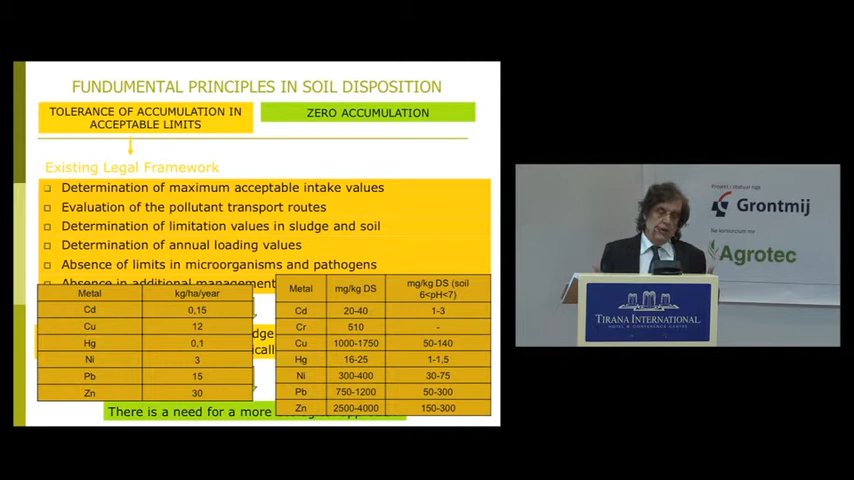 FUNDUMENTAL PRINCIPLES IN SOIL DISPOSITION
TOLERANCE OF ACCUMULATION IN
ACCEPTABLE LIMITS
ZERO ACCUMULATION
Existing Legal Framework
Determination of maximum acceptable intake values
Evaluation of the pollutant transport routes
Determination of limitation values in sludge and soil
Determination of annual loading values
Absence of limits in microorganisms and pathogens
Absence in additional management
Metal kg/ha/year
Cd 0,15
Cu 12
Hg 0,1
Ni 3
Pb 15
Zn 30
Metal mg/kg DS mg/kg DS (soil
6<pH<7)
Cd 20-40 1-3
Cr 510 -
Cu 1000-1750 50-140
Hg 16-25 1-1,5
Ni 300-400 30-75
Pb 750-1200 50-300
Zn 2500-4000 150-300
There is a need for a more
Grontmij
Agrotec
TIRANA INTERNATIONAL
HOTEL & CONFERENCE CENTRE